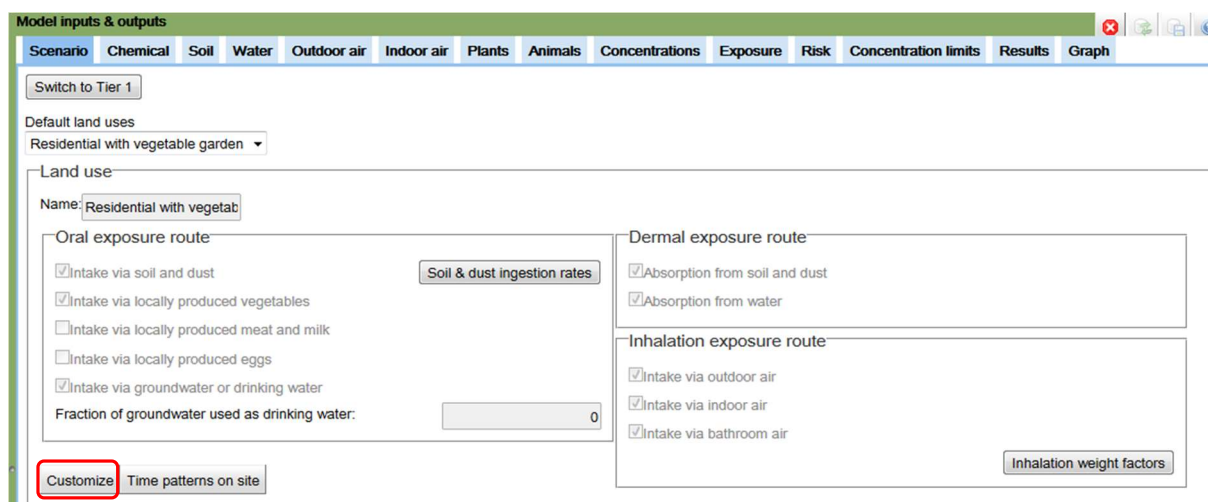 Model inputs & outputs
Scenario Chemical Soil Water Outdoor air Indoor air Plants Animals Concentrations Exposure Risk Concentration limits Results Graph
Switch to Tier 1
Default land uses
Residential with vegetable garden
Land use
Name: Residential with vegetab
Oral exposure route
Intake via soil and dust
Soil & dust ingestion rates
Intake via locally produced vegetables
Intake via locally produced meat and milk
Intake via locally produced eggs
Intake via groundwater or drinking water
Fraction of groundwater used as drinking water: 0
Dermal exposure route
Absorption from soil and dust
Absorption from water
Inhalation exposure route
Intake via outdoor air
Intake via indoor air
Intake via bathroom air
Inhalation weight factors
Customize Time patterns on site